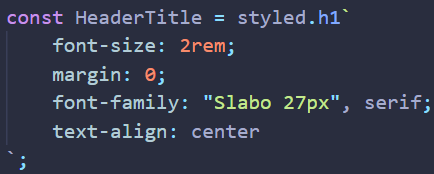 const HeaderTitle = styled.h1`
    font-size: 2rem;
    margin: 0;
    font-family: "Slabo 27px", serif;
    text-align: center
`;